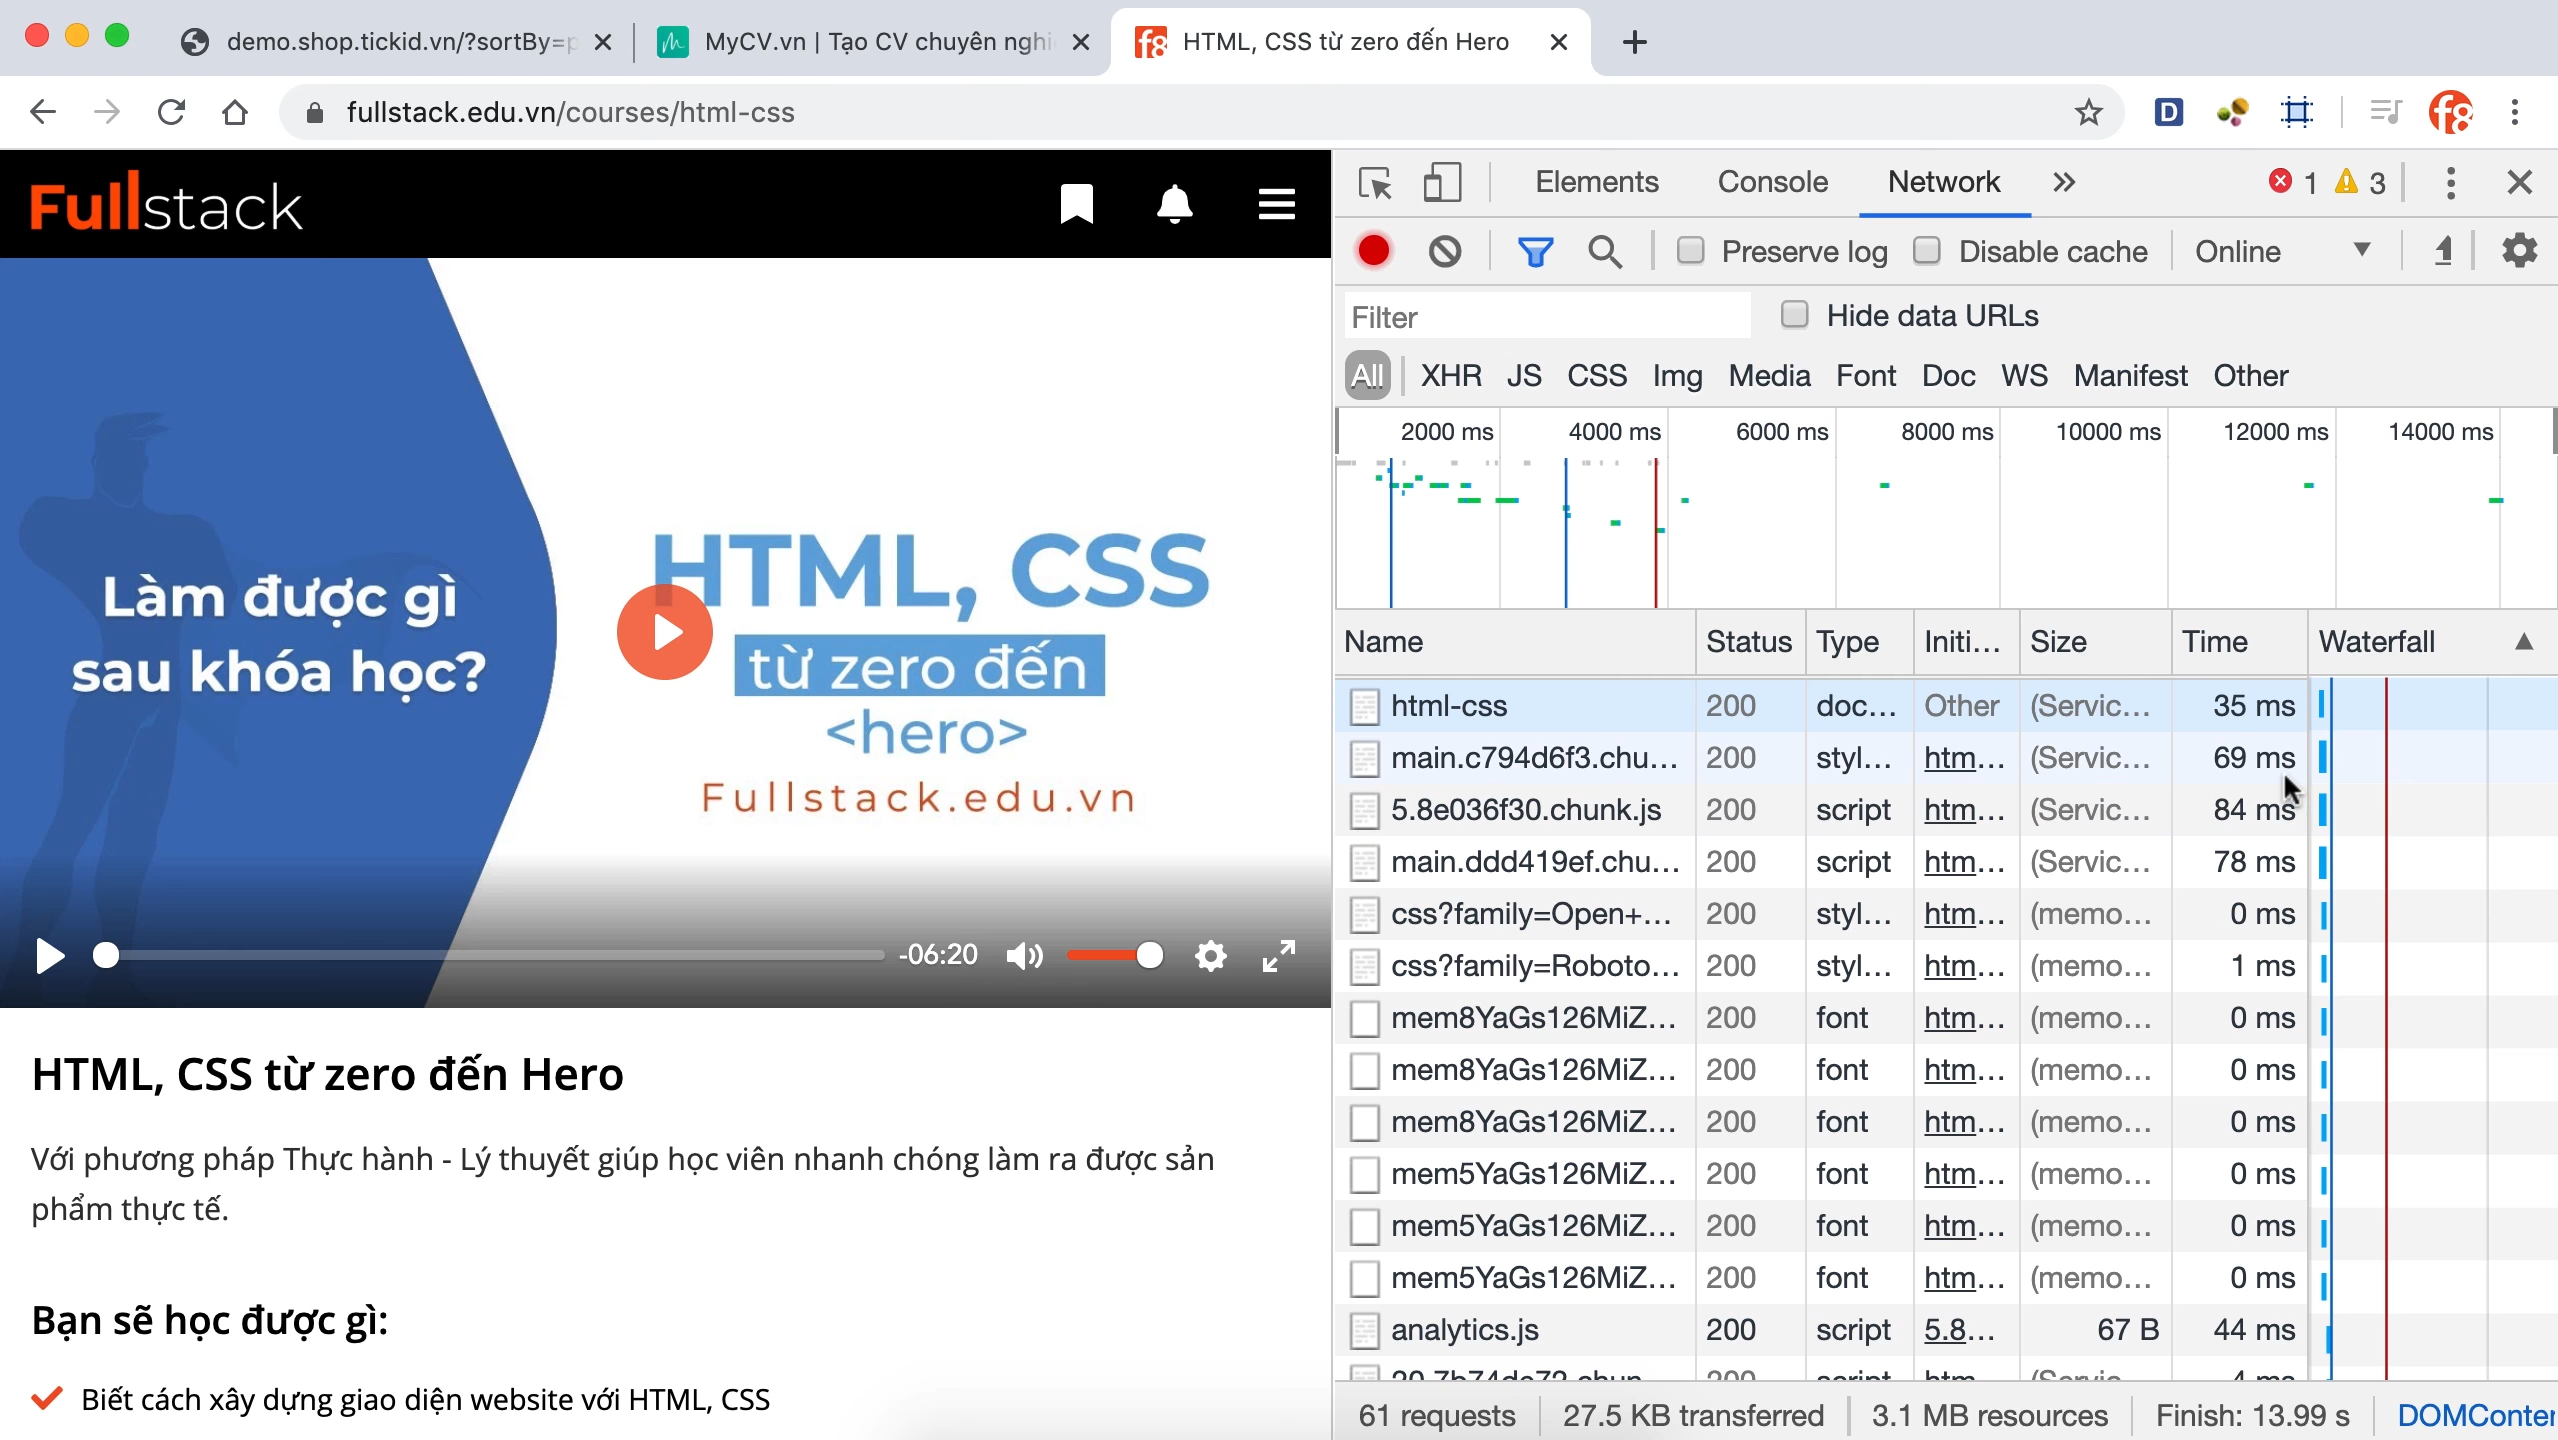 demo.shop.tickid.vn/?sortBy=p
MyCV.vn | Tạo CV chuyên nghi
f8 HTML, CSS từ zero đến Hero
fullstack.edu.vn/courses/html-css
D
f8
Fullstack
Elements Console Network 1 3
Preserve log Disable cache Online
Filter Hide data URLs
All XHR JS CSS Img Media Font Doc WS Manifest Other
2000 ms 4000 ms 6000 ms 8000 ms 10000 ms 12000 ms 14000 ms
Làm được gì
sau khóa học?
HTML, CSS
từ zero đến
<hero>
Fullstack.edu.vn
-06:20
HTML, CSS từ zero đến Hero
Với phương pháp Thực hành - Lý thuyết giúp học viên nhanh chóng làm ra được sản
phẩm thực tế.
Bạn sẽ học được gì:
Biết cách xây dựng giao diện website với HTML, CSS
Name Status Type Initi... Size Time Waterfall
html-css 200 doc... Other (Servic... 35 ms
main.c794d6f3.chu... 200 styl... htm... (Servic... 69 ms
5.8e036f30.chunk.js 200 script htm... (Servic... 84 ms
main.ddd419ef.chu... 200 script htm... (Servic... 78 ms
css?family=Open+... 200 styl... htm... (memo... 0 ms
css?family=Roboto... 200 styl... htm... (memo... 1 ms
mem8YaGs126MiZ... 200 font htm... (memo... 0 ms
mem8YaGs126MiZ... 200 font htm... (memo... 0 ms
mem8YaGs126MiZ... 200 font htm... (memo... 0 ms
mem5YaGs126MiZ... 200 font htm... (memo... 0 ms
mem5YaGs126MiZ... 200 font htm... (memo... 0 ms
mem5YaGs126MiZ... 200 font htm... (memo... 0 ms
analytics.js 200 script 5.8... 67 B 44 ms
61 requests 27.5 KB transferred 3.1 MB resources Finish: 13.99 s DOMConten